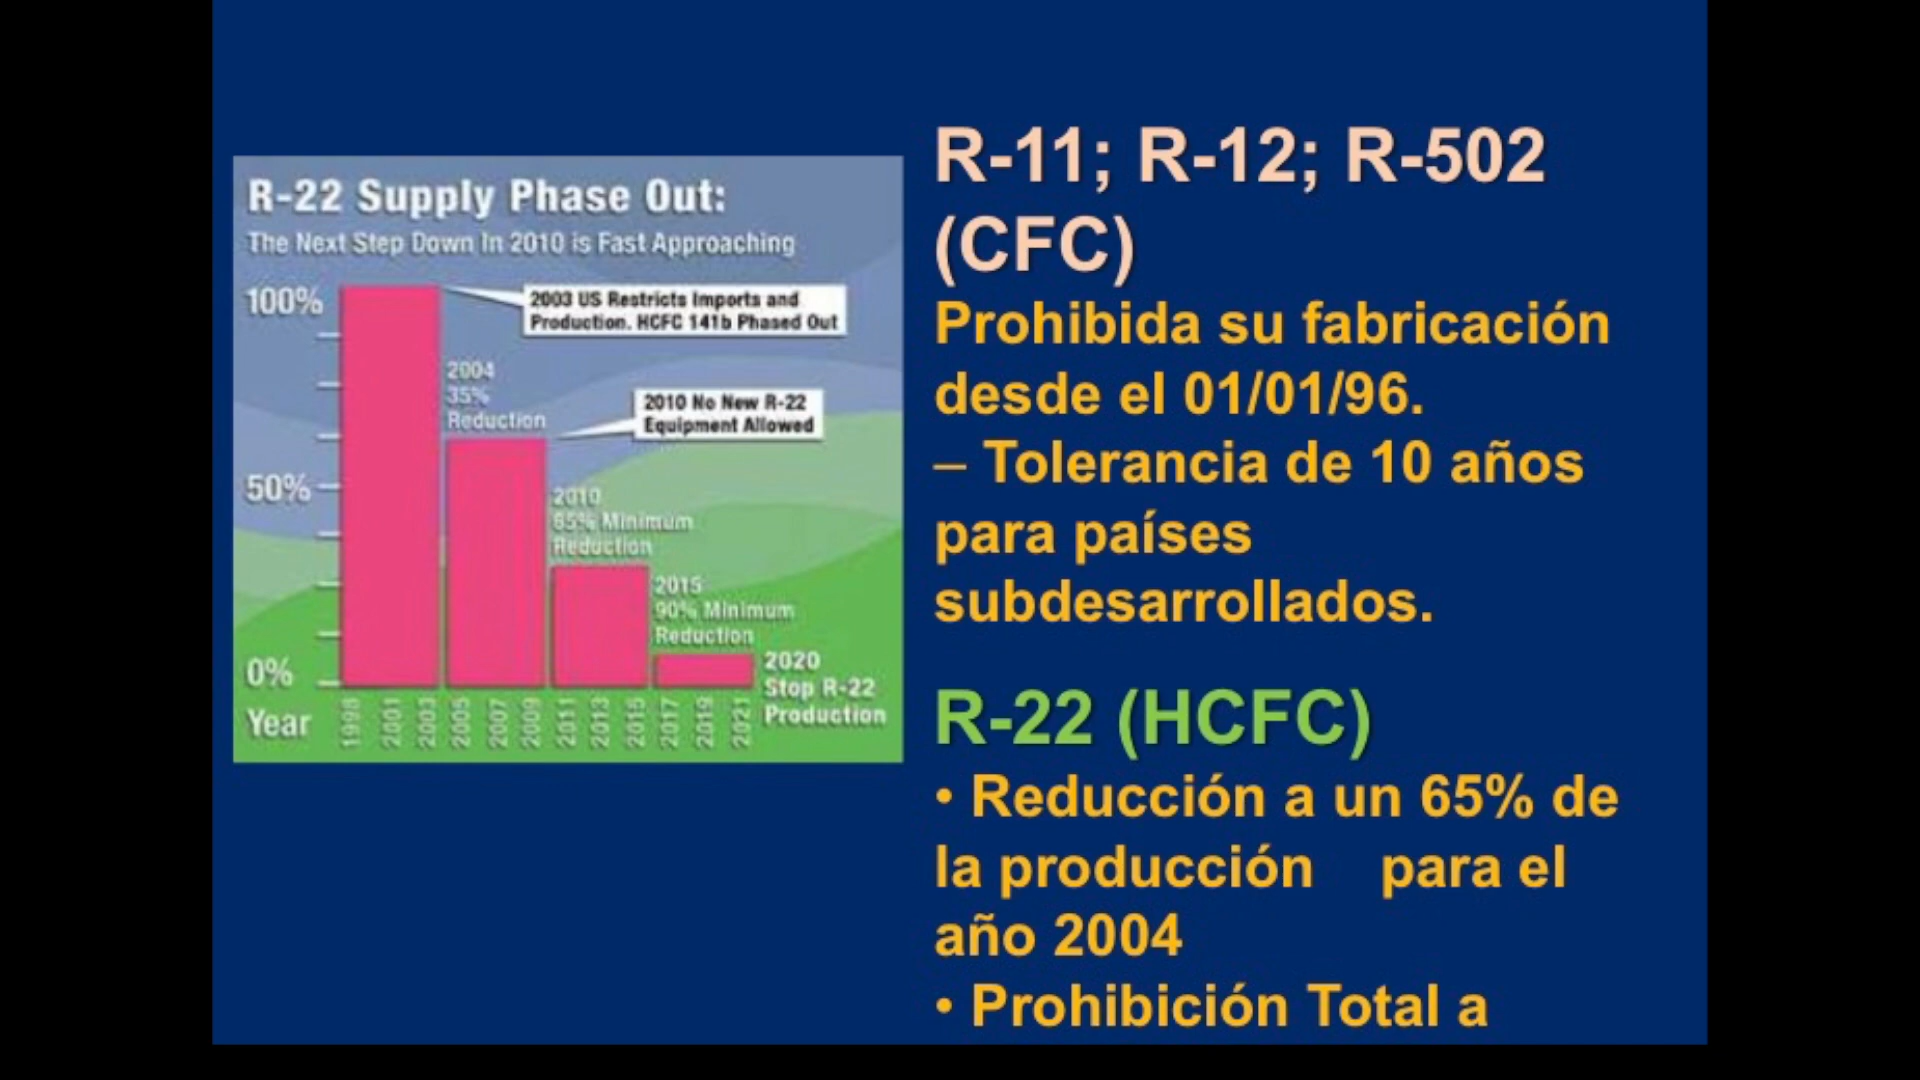 R-22 Supply Phase Out:
The Next Step Down In 2010 is Fast Approaching
100%
2003 US Restricts Imports and
Production. HCFC 141b Phased Out
2004
35%
Reduction
2010 No New R-22
Equipment Allowed
50%
2010
65% Minimum
Reduction
2015
90% Minimum
Reduction
0%
2020
Stop R-22
Production
Year
1998
2001
2003
2005
2007
2009
2011
2013
2015
2017
2019
2021
R-11; R-12; R-502
(CFC)
Prohibida su fabricación
desde el 01/01/96.
– Tolerancia de 10 años
para países
subdesarrollados.
R-22 (HCFC)
• Reducción a un 65% de
la producción para el
año 2004
• Prohibición Total a